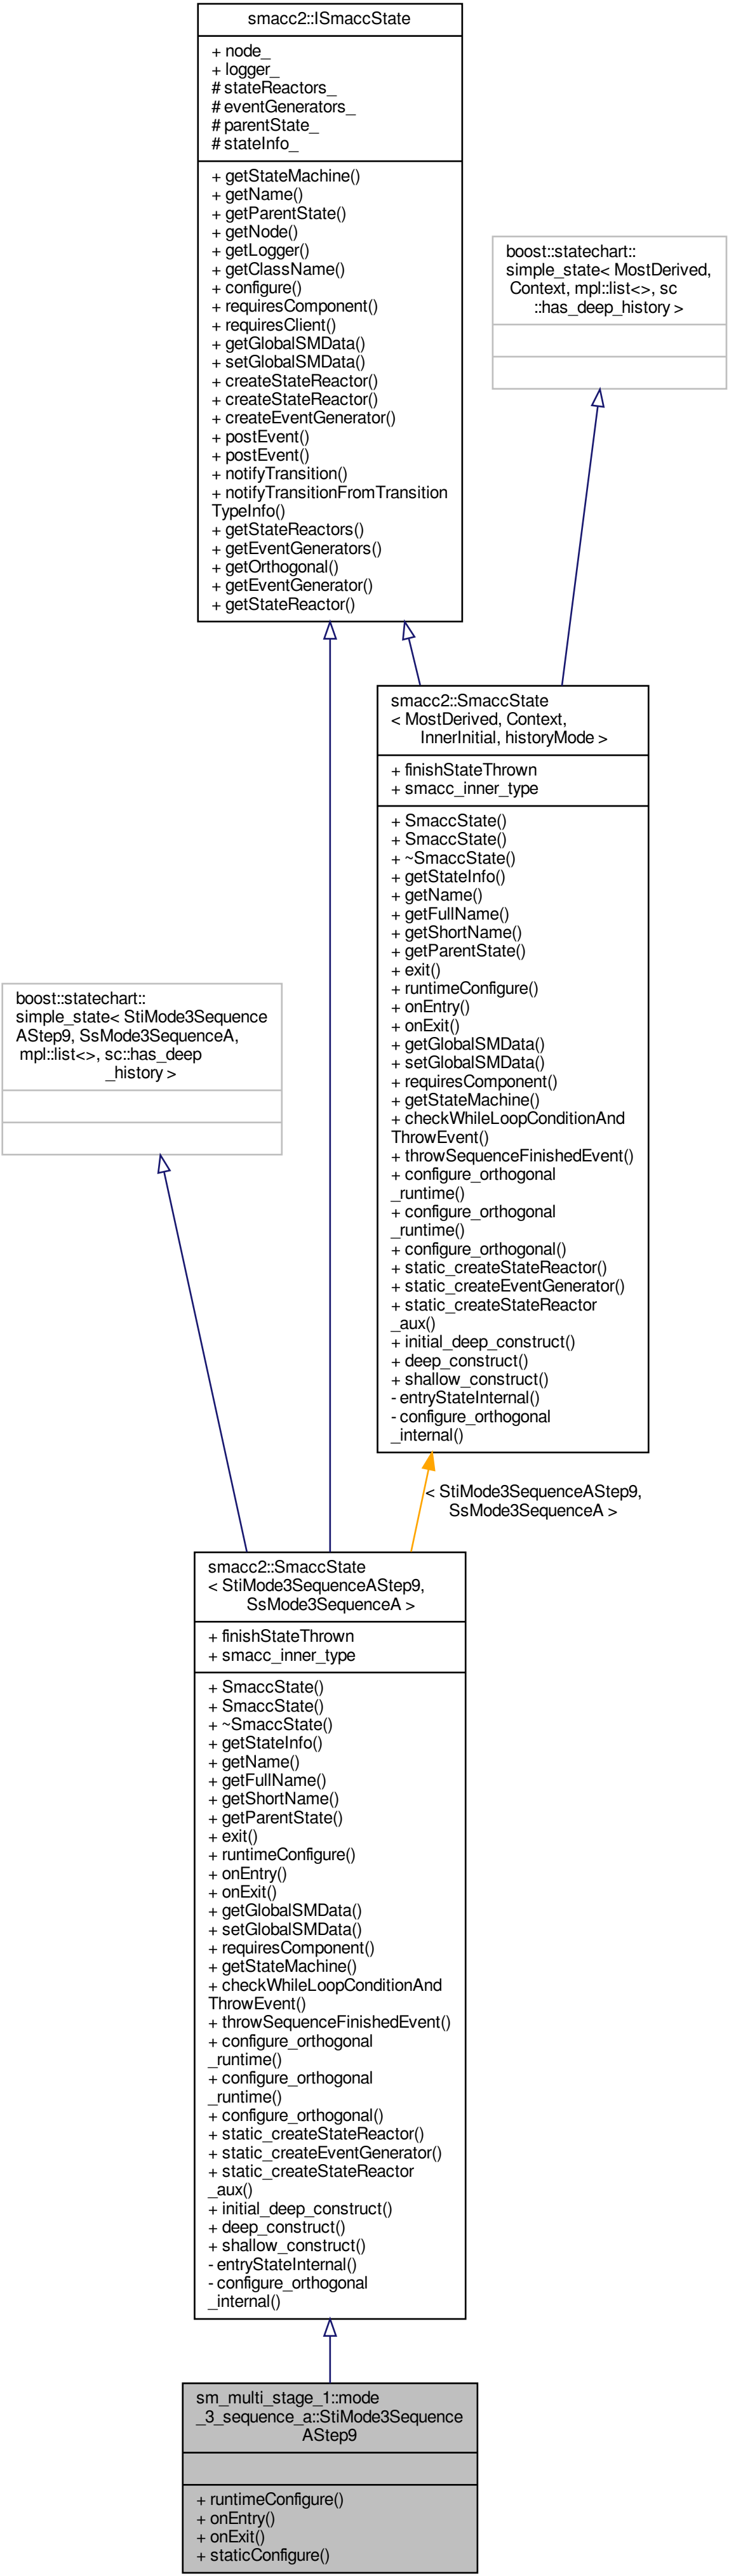 smacc2::ISmaccState
+ node_
+ logger_
# stateReactors_
# eventGenerators_
# parentState_
# stateInfo_
+ getStateMachine()
+ getName()
+ getParentState()
+ getNode()
+ getLogger()
+ getClassName()
+ configure()
+ requiresComponent()
+ requiresClient()
+ getGlobalSMData()
+ setGlobalSMData()
+ createStateReactor()
+ createStateReactor()
+ createEventGenerator()
+ postEvent()
+ postEvent()
+ notifyTransition()
+ notifyTransitionFromTransition
TypeInfo()
+ getStateReactors()
+ getEventGenerators()
+ getOrthogonal()
+ getEventGenerator()
+ getStateReactor()
boost::statechart::
simple_state< MostDerived,
Context, mpl::list<>, sc
::has_deep_history >
smacc2::SmaccState
< MostDerived, Context,
InnerInitial, historyMode >
+ finishStateThrown
+ smacc_inner_type
+ SmaccState()
+ SmaccState()
+ ~SmaccState()
+ getStateInfo()
+ getName()
+ getFullName()
+ getShortName()
+ getParentState()
+ exit()
+ runtimeConfigure()
+ onEntry()
+ onExit()
+ getGlobalSMData()
+ setGlobalSMData()
+ requiresComponent()
+ getStateMachine()
+ checkWhileLoopConditionAnd
ThrowEvent()
+ throwSequenceFinishedEvent()
+ configure_orthogonal
_runtime()
+ configure_orthogonal
_runtime()
+ configure_orthogonal()
+ static_createStateReactor()
+ static_createEventGenerator()
+ static_createStateReactor
_aux()
+ initial_deep_construct()
+ deep_construct()
+ shallow_construct()
- entryStateInternal()
- configure_orthogonal
_internal()
boost::statechart::
simple_state< StiMode3Sequence
AStep9, SsMode3SequenceA,
mpl::list<>, sc::has_deep
_history >
< StiMode3SequenceAStep9,
SsMode3SequenceA >
smacc2::SmaccState
< StiMode3SequenceAStep9,
SsMode3SequenceA >
+ finishStateThrown
+ smacc_inner_type
+ SmaccState()
+ SmaccState()
+ ~SmaccState()
+ getStateInfo()
+ getName()
+ getFullName()
+ getShortName()
+ getParentState()
+ exit()
+ runtimeConfigure()
+ onEntry()
+ onExit()
+ getGlobalSMData()
+ setGlobalSMData()
+ requiresComponent()
+ getStateMachine()
+ checkWhileLoopConditionAnd
ThrowEvent()
+ throwSequenceFinishedEvent()
+ configure_orthogonal
_runtime()
+ configure_orthogonal
_runtime()
+ configure_orthogonal()
+ static_createStateReactor()
+ static_createEventGenerator()
+ static_createStateReactor
_aux()
+ initial_deep_construct()
+ deep_construct()
+ shallow_construct()
- entryStateInternal()
- configure_orthogonal
_internal()
sm_multi_stage_1::mode
_3_sequence_a::StiMode3Sequence
AStep9
+ runtimeConfigure()
+ onEntry()
+ onExit()
+ staticConfigure()